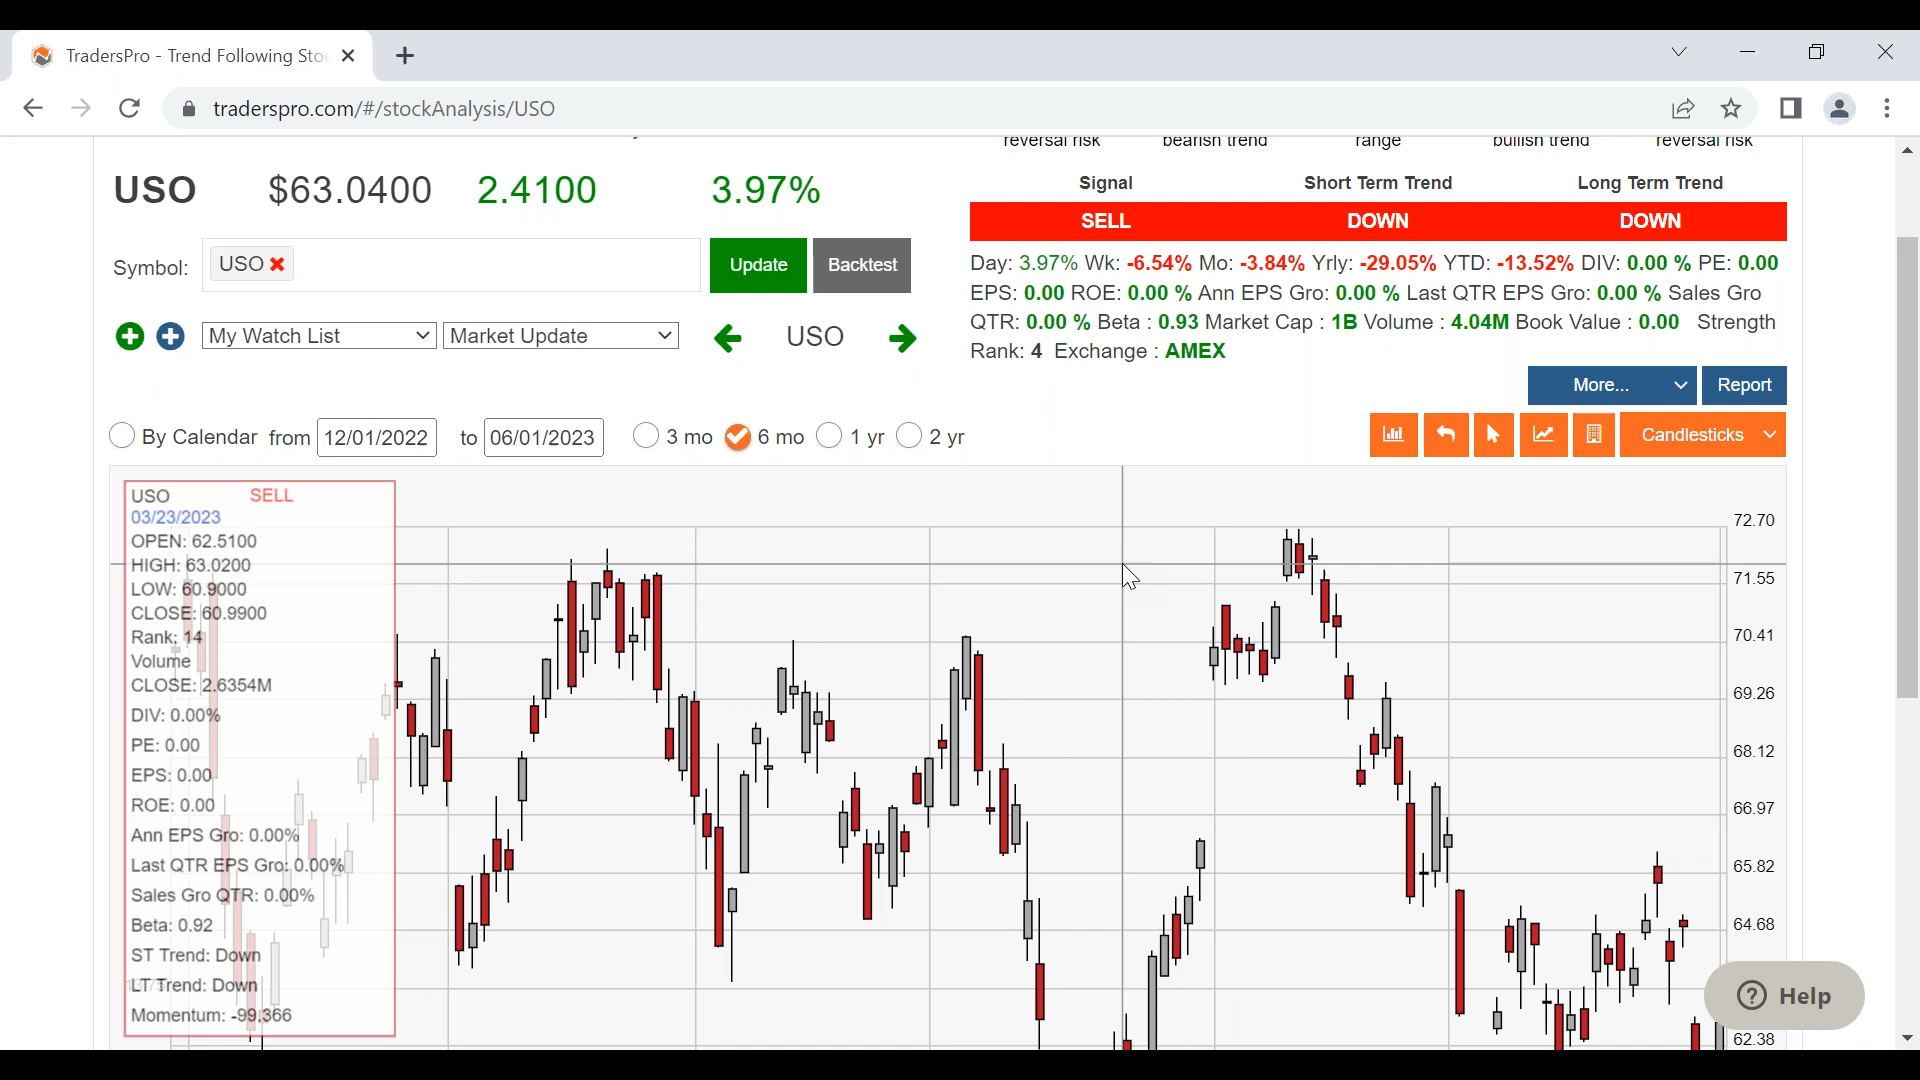 TradersPro - Trend Following Sto
traderspro.com/#/stockAnalysis/USO
reversal risk bearish trend range bullish trend reversal risk
USO $63.0400 2.4100 3.97%
Signal Short Term Trend Long Term Trend
SELL DOWN DOWN
Symbol: USO Update Backtest
Day: 3.97% Wk: -6.54% Mo: -3.84% Yrly: -29.05% YTD: -13.52% DIV: 0.00 % PE: 0.00
EPS: 0.00 ROE: 0.00 % Ann EPS Gro: 0.00 % Last QTR EPS Gro: 0.00 % Sales Gro
QTR: 0.00 % Beta : 0.93 Market Cap : 1B Volume : 4.04M Book Value : 0.00 Strength
Rank: 4 Exchange : AMEX
My Watch List Market Update USO
More... Report
By Calendar from 12/01/2022 to 06/01/2023 3 mo 6 mo 1 yr 2 yr
Candlesticks
USO SELL
03/23/2023
OPEN: 62.5100
HIGH: 63.0200
LOW: 60.9000
CLOSE: 60.9900
Rank: 14
Volume
CLOSE: 2.6354M
DIV: 0.00%
PE: 0.00
EPS: 0.00
ROE: 0.00
Ann EPS Gro: 0.00%
Last QTR EPS Gro: 0.00%
Sales Gro QTR: 0.00%
Beta: 0.92
ST Trend: Down
LT Trend: Down
Momentum: -99.366
72.70
71.55
70.41
69.26
68.12
66.97
65.82
64.68
62.38
Help